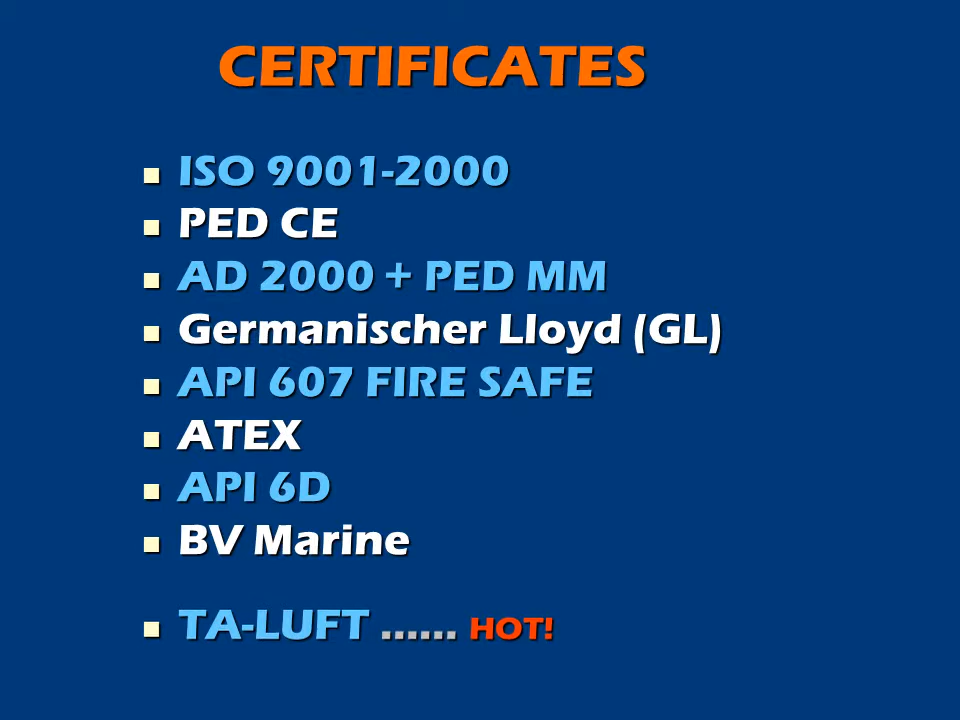 CERTIFICATES
ISO 9001-2000
PED CE
AD 2000 + PED MM
Germanischer Lloyd (GL)
API 607 FIRE SAFE
ATEX
API 6D
BV Marine
TA-LUFT ...... HOT!